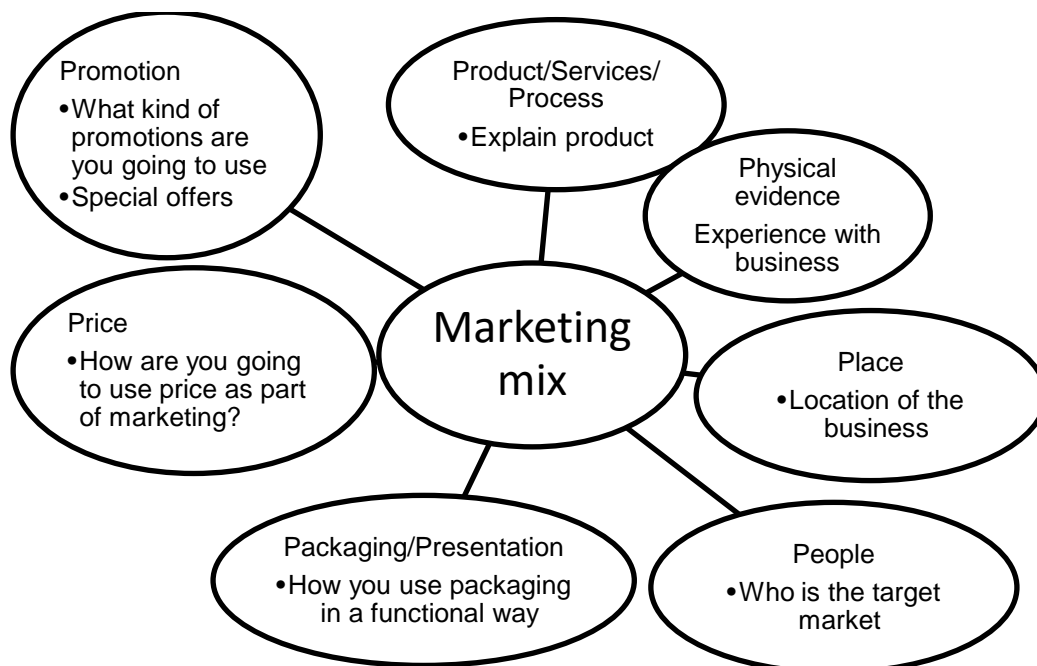 Promotion
•What kind of
promotions are
you going to use
•Special offers
Product/Services/
Process
•Explain product
Physical
evidence
Experience with
business
Price
•How are you going
to use price as part
of marketing?
Marketing
mix
Place
•Location of the
business
Packaging/Presentation
•How you use packaging
in a functional way
People
•Who is the target
market